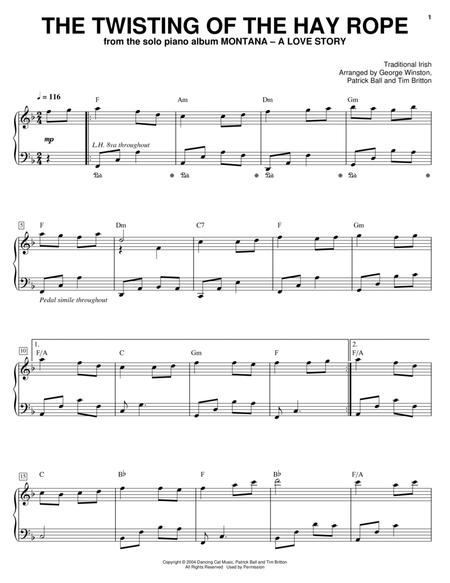 1
THE TWISTING OF THE HAY ROPE
from the solo piano album MONTANA – A LOVE STORY
Traditional Irish
Arranged by George Winston,
Patrick Ball and Tim Britton
♩ = 116
F Am Dm Gm
mp
L.H. 8va throughout
5
F Dm C7 F Gm
Pedal simile throughout
1. 2.
10
F/A C Gm F/A
15
C B♭ F B♭
Copyright © 2004 Dancing Cat Music, Patrick Ball and Tim Britton
All Rights Reserved Used by Permission